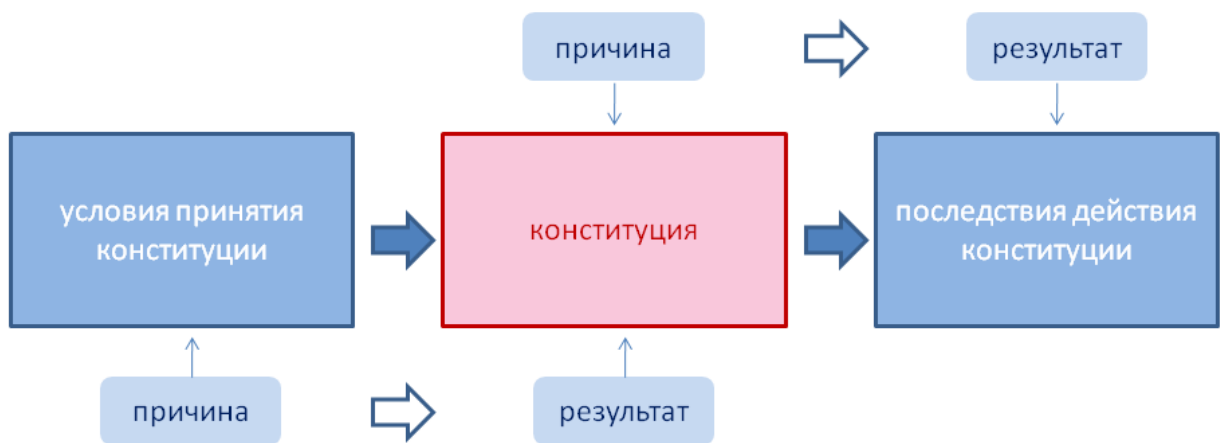 причина
результат
условия принятия
конституции
конституция
последствия действия
конституции
причина
результат